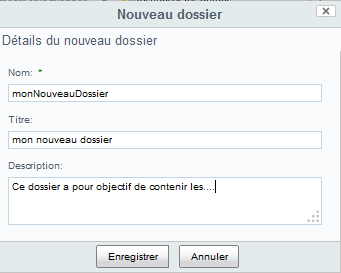 Nouveau dossier
Détails du nouveau dossier
Nom: *
monNouveauDossier
Titre:
mon nouveau dossier
Description:
Ce dossier a pour objectif de contenir les....
Enregistrer Annuler